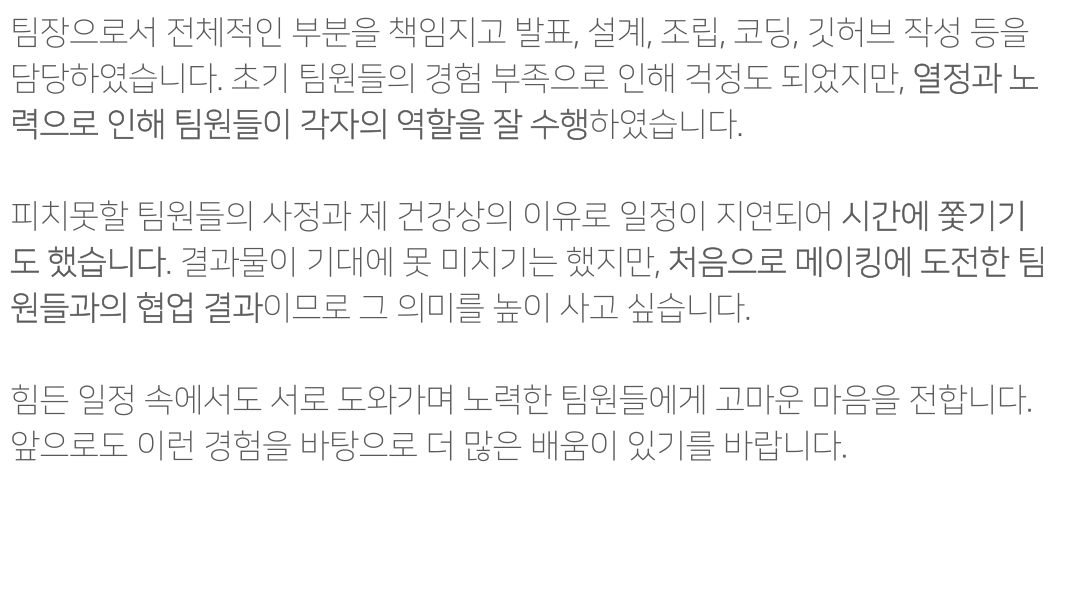 팀장으로서 전체적인 부분을 책임지고 발표, 설계, 조립, 코딩, 깃허브 작성 등을
담당하였습니다. 초기 팀원들의 경험 부족으로 인해 걱정도 되었지만, 열정과 노
력으로 인해 팀원들이 각자의 역할을 잘 수행하였습니다.
피치못할 팀원들의 사정과 제 건강상의 이유로 일정이 지연되어 시간에 쫓기기
도 했습니다. 결과물이 기대에 못 미치기는 했지만, 처음으로 메이킹에 도전한 팀
원들과의 협업 결과이므로 그 의미를 높이 사고 싶습니다.
힘든 일정 속에서도 서로 도와가며 노력한 팀원들에게 고마운 마음을 전합니다.
앞으로도 이런 경험을 바탕으로 더 많은 배움이 있기를 바랍니다.